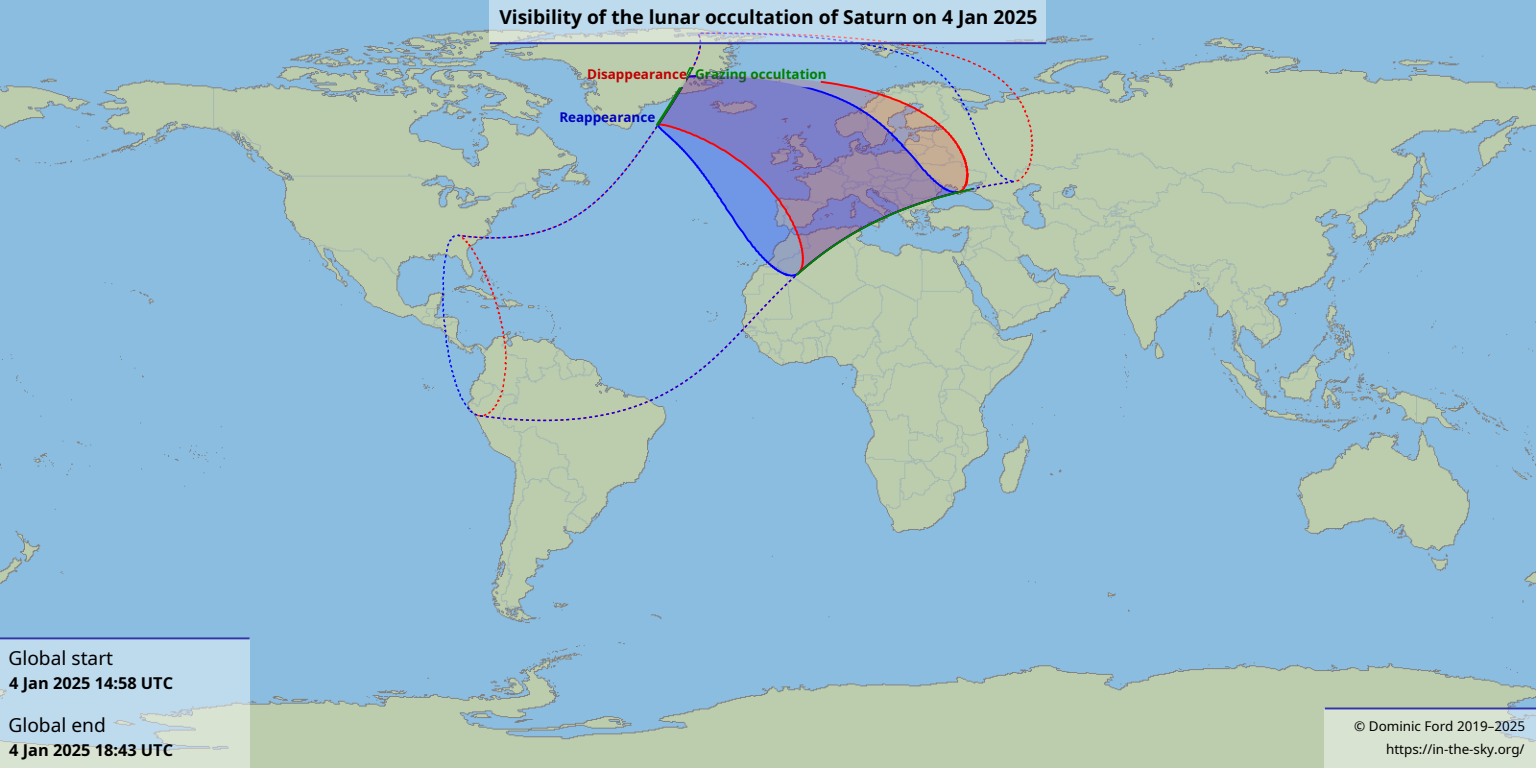 Visibility of the lunar occultation of Saturn on 4 Jan 2025
Disappearance
Grazing occultation
Reappearance
Global start
4 Jan 2025 14:58 UTC
Global end
4 Jan 2025 18:43 UTC
© Dominic Ford 2019–2025
https://in-the-sky.org/